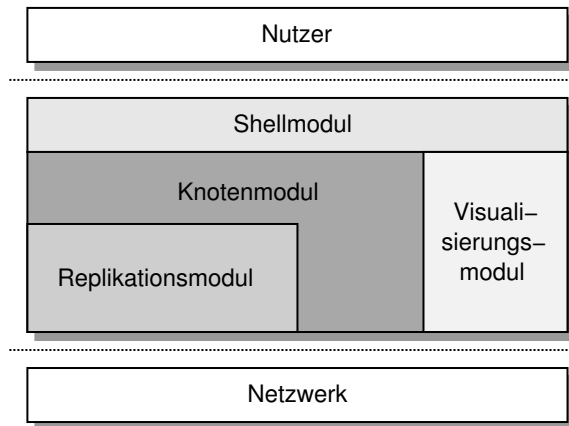 Nutzer
Shellmodul
Knotenmodul
Visuali−
sierungs−
modul
Replikationsmodul
Netzwerk